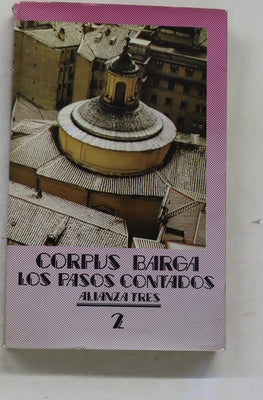 CORPUS BARGA
LOS PASOS CONTADOS
ALIANZA TRES
2